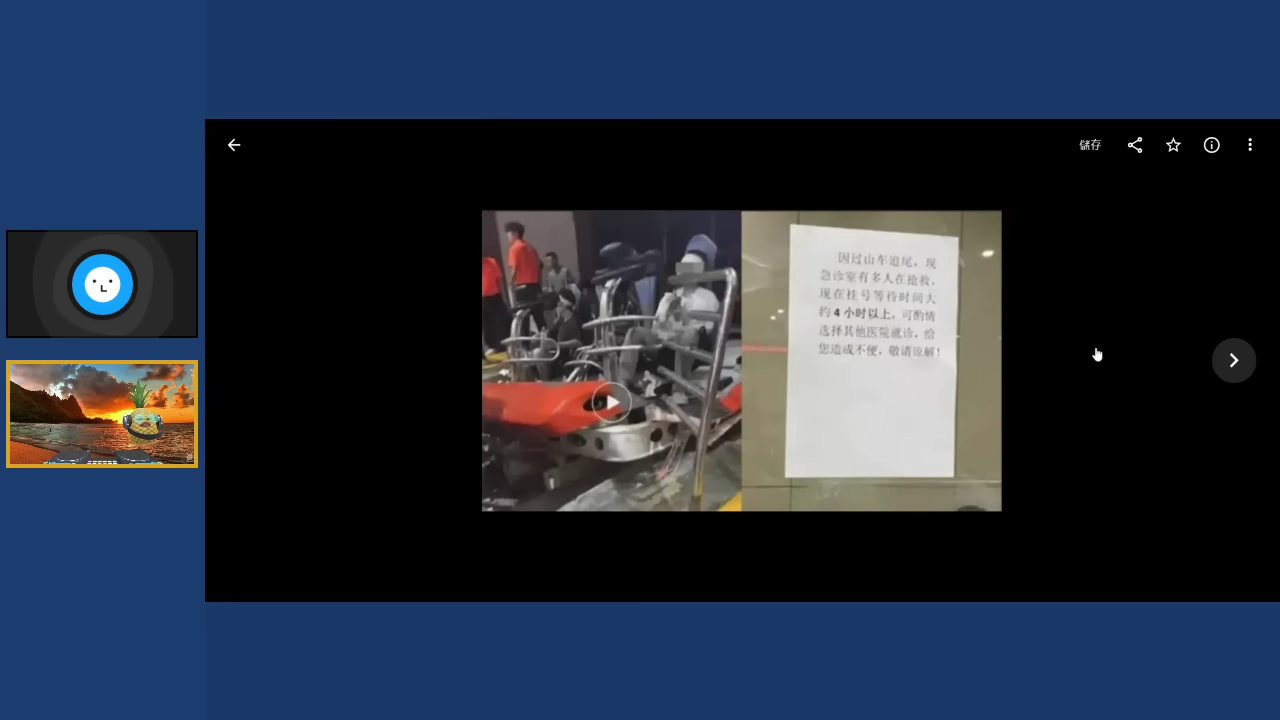 儲存
因过山车追尾，现
急诊室有多人在抢救，
现在挂号等待时间大
约 4 小时以上，可酌情
选择其他医院就诊，给
您造成不便，敬请谅解！